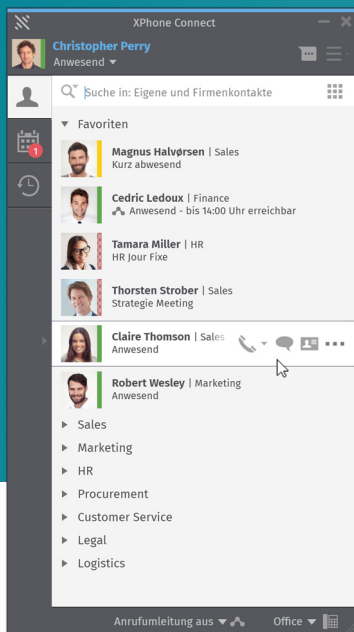 XPhone Connect
Christopher Perry
Anwesend
Suche in: Eigene und Firmenkontakte
1
Favoriten
Magnus Halvørsen | Sales
Kurz abwesend
Cedric Ledoux | Finance
Anwesend - bis 14:00 Uhr erreichbar
Tamara Miller | HR
HR Jour Fixe
Thorsten Strober | Sales
Strategie Meeting
Claire Thomson | Sales
Anwesend
Robert Wesley | Marketing
Anwesend
Sales
Marketing
HR
Procurement
Customer Service
Legal
Logistics
Anrufumleitung aus Office